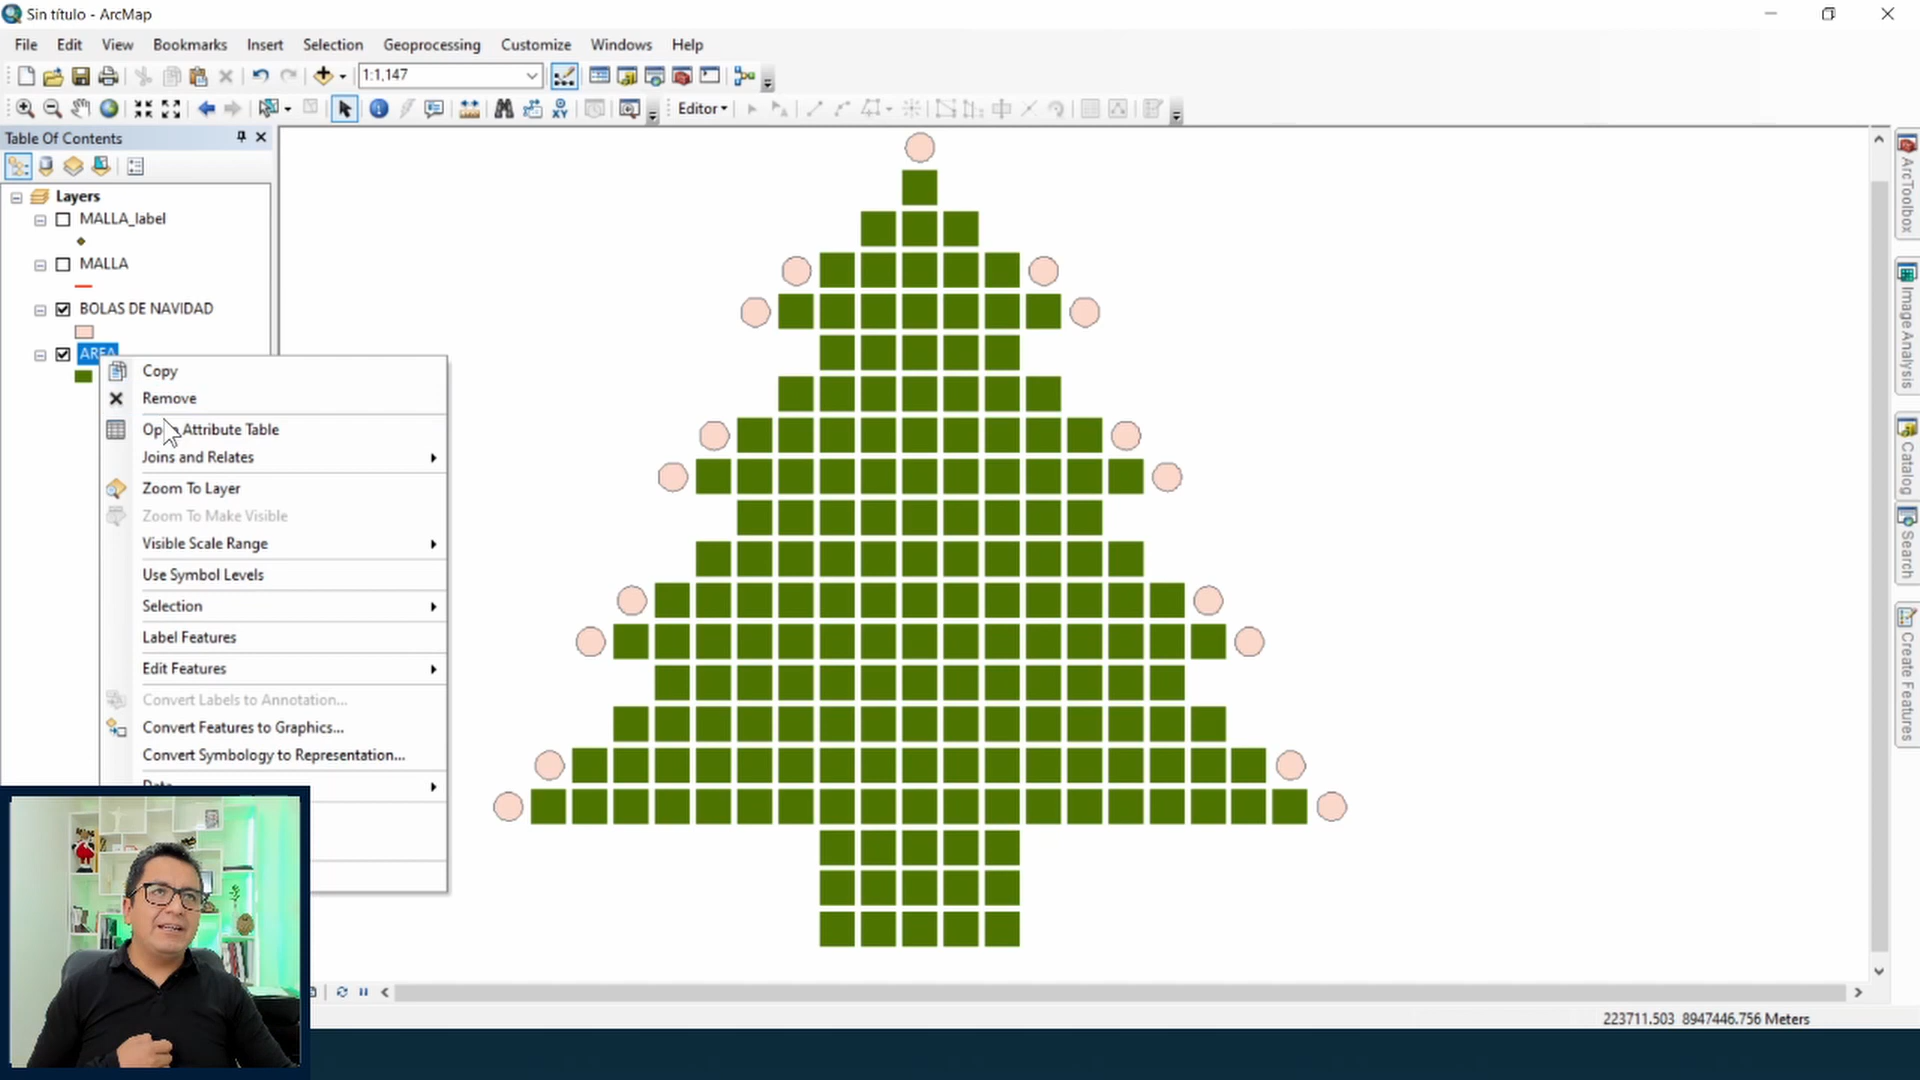 Sin título - ArcMap
File Edit View Bookmarks Insert Selection Geoprocessing Customize Windows Help
1:1,147
Editor
Table Of Contents
Layers
MALLA_label
MALLA
BOLAS DE NAVIDAD
AREA
Copy
Remove
Open Attribute Table
Joins and Relates
Zoom To Layer
Zoom To Make Visible
Visible Scale Range
Use Symbol Levels
Selection
Label Features
Edit Features
Convert Labels to Annotation...
Convert Features to Graphics...
Convert Symbology to Representation...
Data
ArcToolbox
Image Analysis
Catalog
Search
Create Features
223711.503 8947446.756 Meters